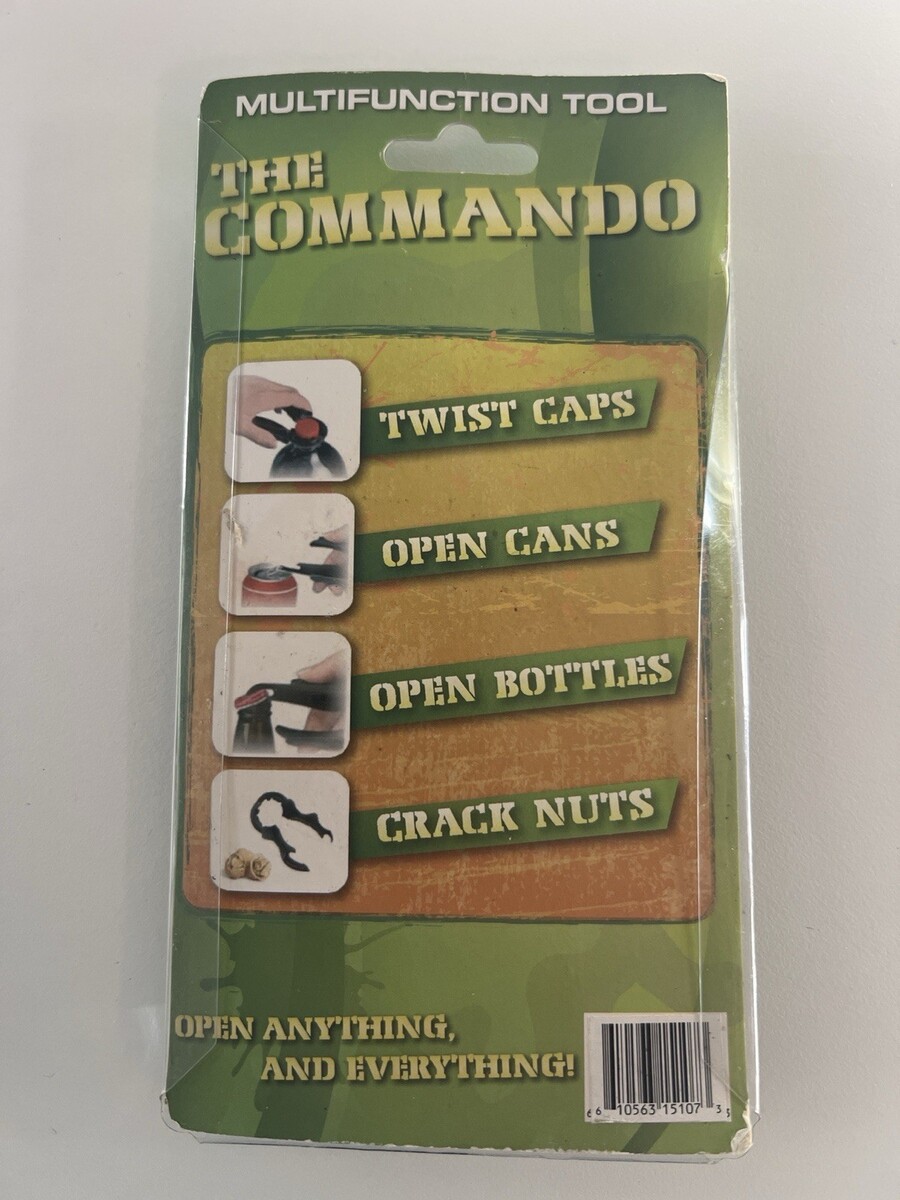 MULTIFUNCTION TOOL
THE
COMMANDO
TWIST CAPS
OPEN CANS
OPEN BOTTLES
CRACK NUTS
OPEN ANYTHING,
AND EVERYTHING!
6 10563 15107 3